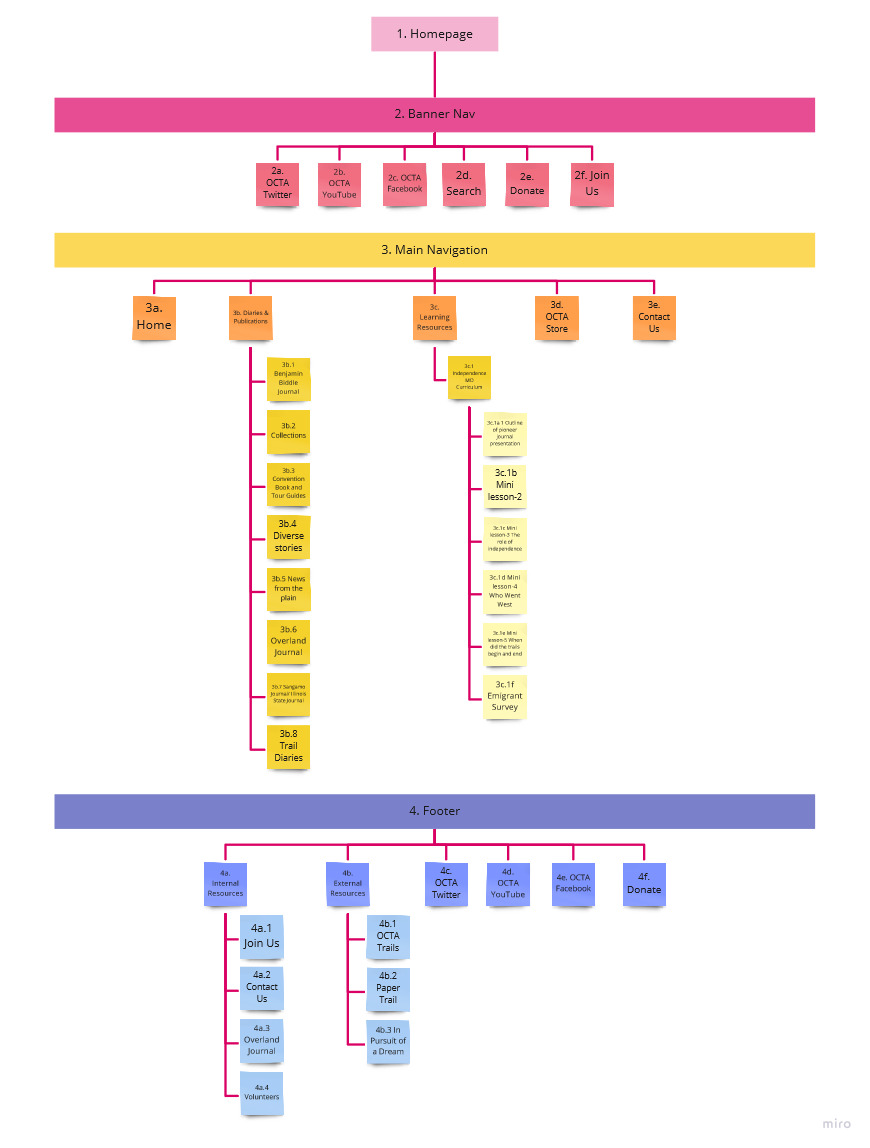 1. Homepage
2. Banner Nav
2a.
OCTA
Twitter
2b.
OCTA
YouTube
2c. OCTA
Facebook
2d.
Search
2e.
Donate
2f. Join
Us
3. Main Navigation
3a.
Home
3b. Diaries &
Publications
3c.
Learning
Resources
3d.
OCTA
Store
3e.
Contact
Us
3b.1
Benjamin
Biddle
Journal
3b.2
Collections
3b.3
Convention
Book and
Tour Guides
3b.4
Diverse
stories
3b.5 News
from the
plain
3b.6
Overland
Journal
3b.7 Sangamo
Journal/Illinois
State Journal
3b.8
Trail
Diaries
3c.1
Independence
MO
Curriculum
3c.1a 1 Outline
of pioneer
journal
presentation
3c.1b
Mini
lesson-2
3c.1c Mini
lesson-3 The
role of
independence
3c.1d Mini
lesson-4
Who Went
West
3c.1e Mini
lesson-5 When
did the trails
begin and end
3c.1f
Emigrant
Survey
4. Footer
4a.
Internal
Resources
4b.
External
Resources
4c.
OCTA
Twitter
4d.
OCTA
YouTube
4e. OCTA
Facebook
4f.
Donate
4a.1
Join Us
4a.2
Contact
Us
4a.3
Overland
Journal
4a.4
Volunteers
4b.1
OCTA
Trails
4b.2
Paper
Trail
4b.3 In
Pursuit of
a Dream
miro